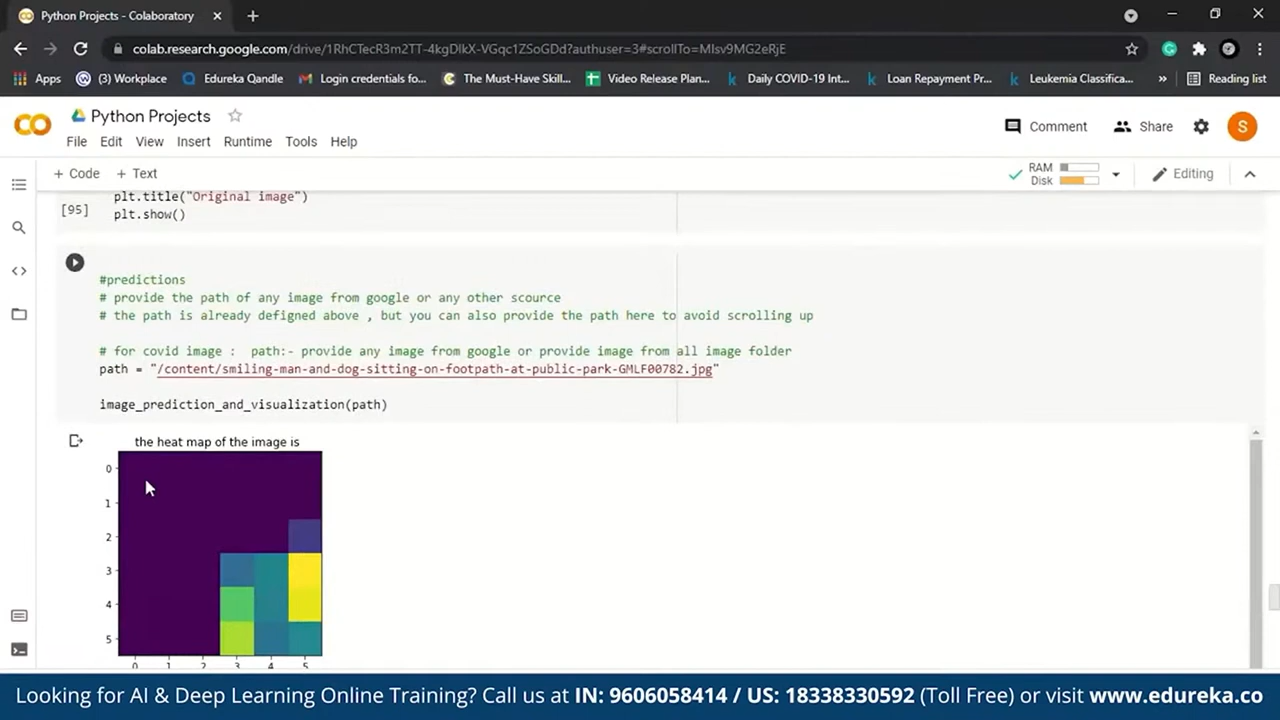 Python Projects - Colaboratory
colab.research.google.com/drive/1RhCTecR3m2TT-4kgDlkX-VGqc1ZSoGDd?authuser=3#scrollTo=MIsv9MG2eRjE
Apps (3) Workplace Edureka Qandle Login credentials fo... The Must-Have Skil... Video Release Plan... Daily COVID-19 Int... Loan Repayment Pr... Leukemia Classifica... » Reading list
CO Python Projects
Comment Share S
File Edit View Insert Runtime Tools Help
+ Code + Text
RAM
Disk
Editing
plt.title("Original image")
[95] plt.show()
#predictions
# provide the path of any image from google or any other scource
# the path is already defigned above , but you can also provide the path here to avoid scrolling up
# for covid image : path:- provide any image from google or provide image from all image folder
path = "/content/smiling-man-and-dog-sitting-on-footpath-at-public-park-GMLF00782.jpg"
image_prediction_and_visualization(path)
the heat map of the image is
0
1
2
3
4
5
0 1 2 3 4 5
Looking for AI & Deep Learning Online Training? Call us at IN: 9606058414 / US: 18338330592 (Toll Free) or visit www.edureka.co